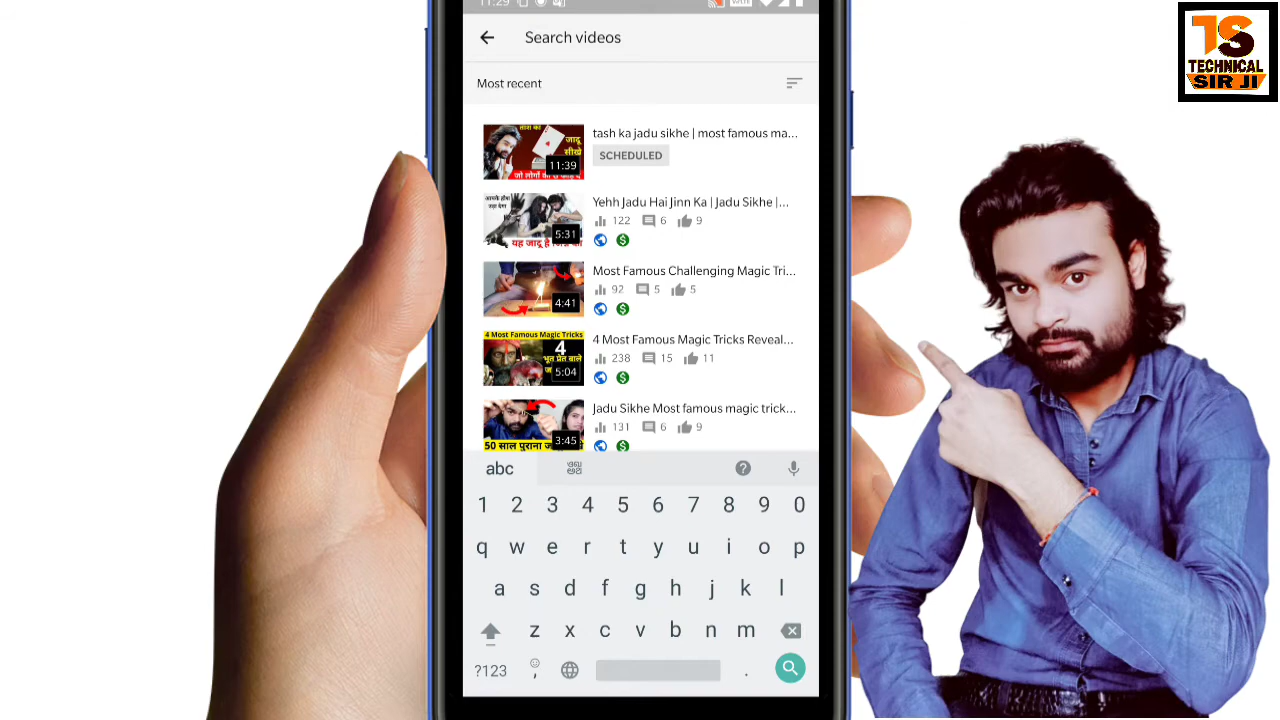 11:29
TS
TECHNICAL
SIR JI
Search videos
Most recent
तास का
जादू
सीखे
11:39
tash ka jadu sikhe | most famous ma...
SCHEDULED
5:31
यह जादू है जिन्न का
Yehh Jadu Hai Jinn Ka | Jadu Sikhe |...
122 6 9
4:41
Most Famous Challenging Magic Tri...
92 5 5
4 Most Famous Magic Tricks
4
भूत प्रेत वाले
5:04
4 Most Famous Magic Tricks Reveal...
238 15 11
3:45
50 साल पुराना
Jadu Sikhe Most famous magic trick...
131 6 9
abc
1 2 3 4 5 6 7 8 9 0
q w e r t y u i o p
a s d f g h j k l
z x c v b n m
?123 , .